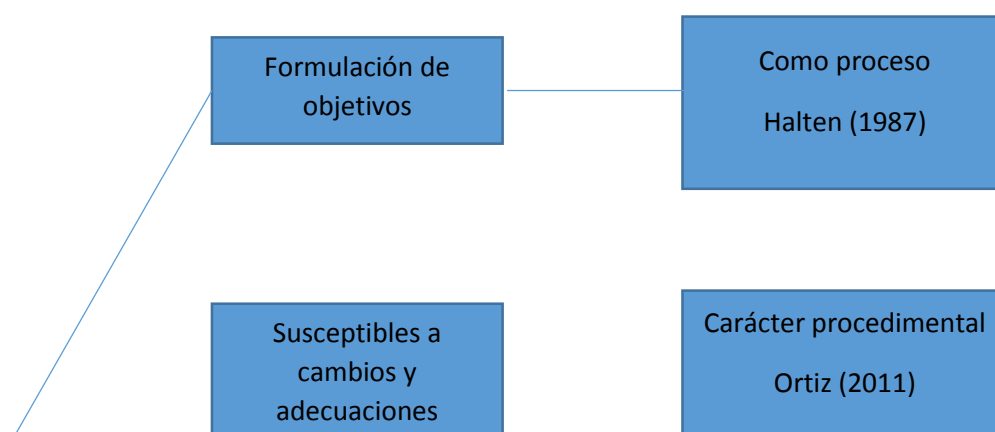 Formulación de
objetivos
Como proceso
Halten (1987)
Susceptibles a
cambios y
adecuaciones
Carácter procedimental
Ortiz (2011)